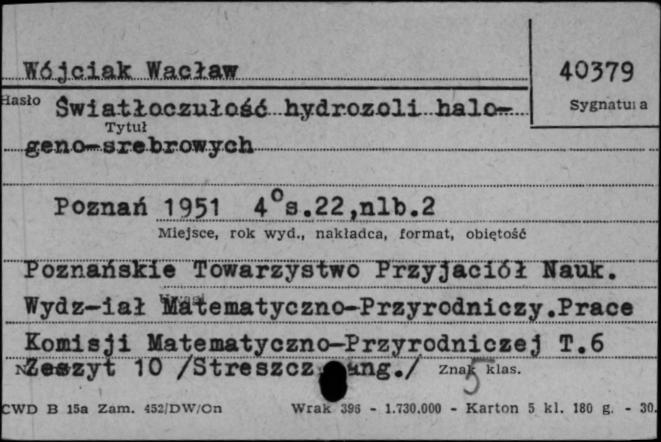 Wójciak Wacław
40379
Hasło
Sygnatura
Światłoczułość hydrozoli halo-
Tytuł
geno-srebrowych
Poznań 1951 4° s.22,nlb.2
Miejsce, rok wyd., nakładca, format, objętość
Poznańskie Towarzystwo Przyjaciół Nauk.
Wydz-iał Matematyczno-Przyrodniczy.Prace
Komisji Matematyczno-Przyrodniczej T.6
Zeszyt 10 /Streszcz. ang./
Znak klas.
5
CWD B 15a Zam. 452/DW/On Wrak 396 - 1.730.000 - Karton 5 kl. 180 g. - 30.